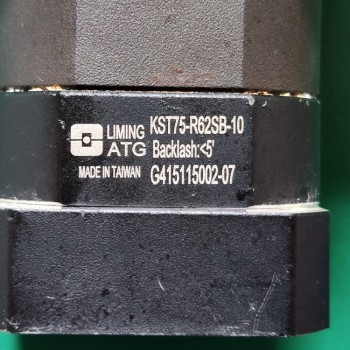 LIMING
ATG
MADE IN TAIWAN
KST75-R62SB-10
Backlash:<5'
G415115002-07